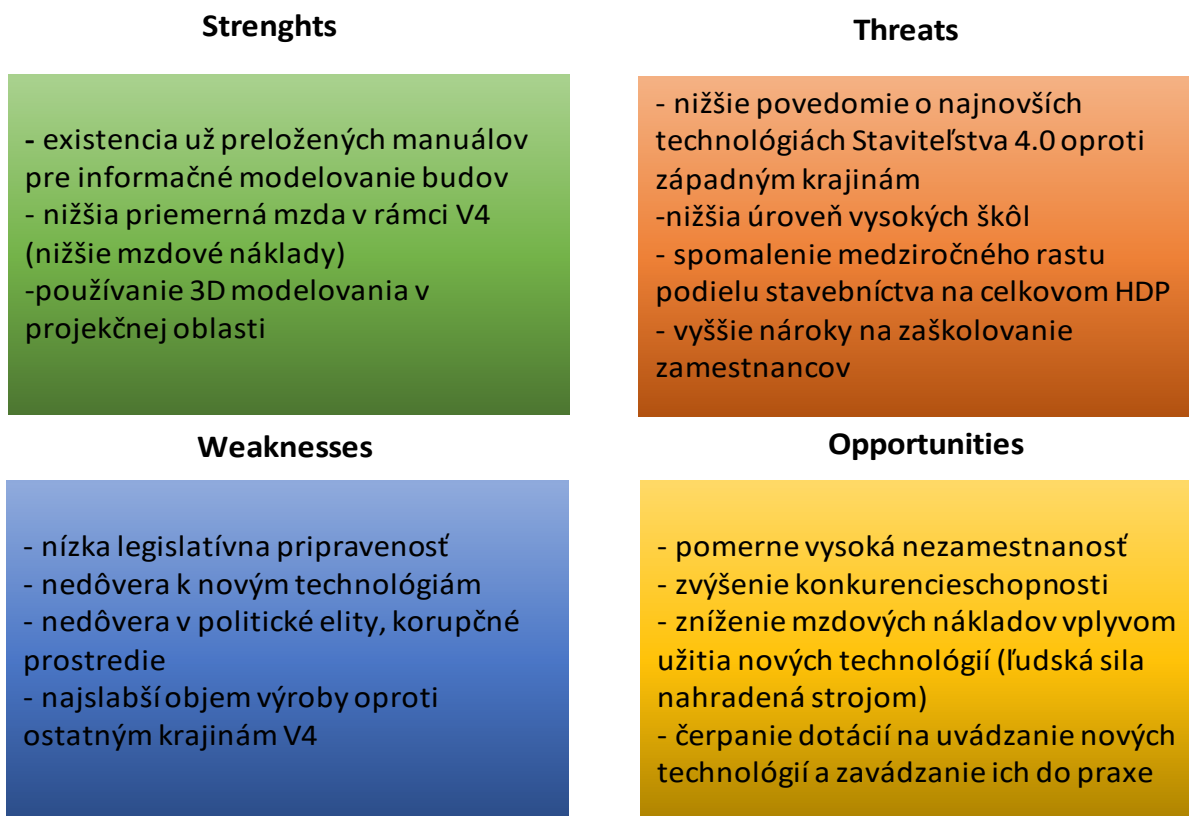 Strenghts
- existencia už preložených manuálov
pre informačné modelovanie budov
- nižšia priemerná mzda v rámci V4
(nižšie mzdové náklady)
-používanie 3D modelovania v
projekčnej oblasti
Threats
- nižšie povedomie o najnovších
technológiách Staviteľstva 4.0 oproti
západným krajinám
-nižšia úroveň vysokých škôl
- spomalenie medziročného rastu
podielu stavebníctva na celkovom HDP
- vyššie nároky na zaškolovanie
zamestnancov
Weaknesses
- nízka legislatívna pripravenosť
- nedôvera k novým technológiám
- nedôvera v politické elity, korupčné
prostredie
- najslabší objem výroby oproti
ostatným krajinám V4
Opportunities
- pomerne vysoká nezamestnanosť
- zvýšenie konkurencieschopnosti
- zníženie mzdových nákladov vplyvom
užitia nových technológií (ľudská sila
nahradená strojom)
- čerpanie dotácií na uvádzanie nových
technológií a zavádzanie ich do praxe